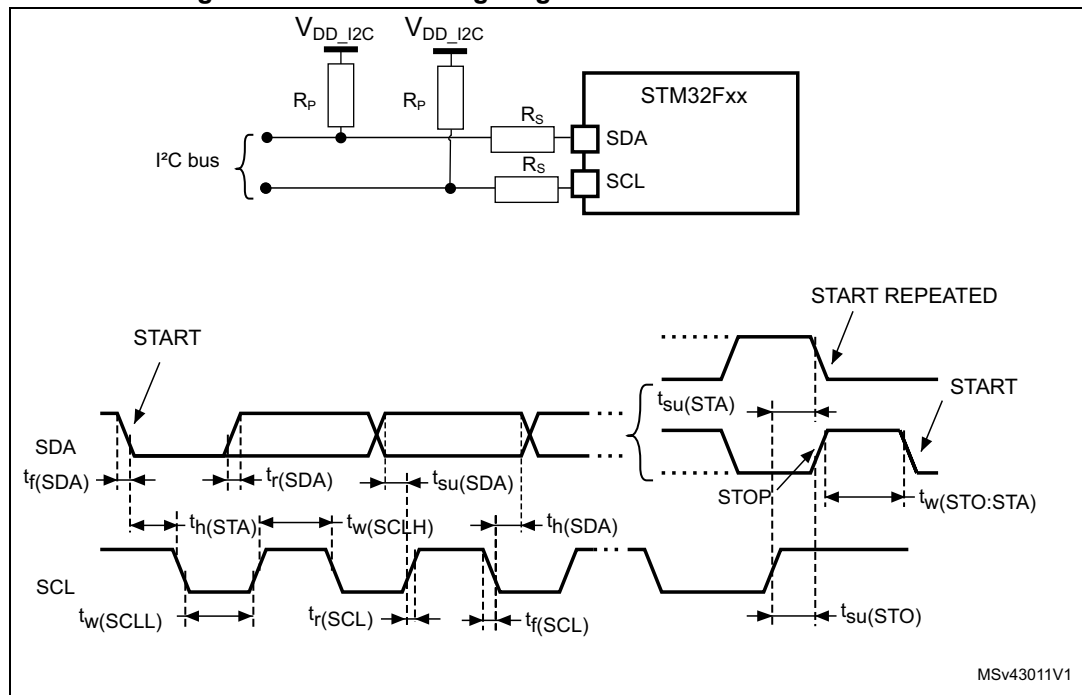 V_DD_I2C V_DD_I2C
STM32Fxx
R_P R_P
R_S
SDA
I²C bus
R_S
SCL
START REPEATED
START
START
t_su(STA)
SDA
t_f(SDA) t_r(SDA) t_su(SDA)
STOP
t_w(STO:STA)
t_h(STA) t_w(SCLH) t_h(SDA)
SCL
t_w(SCLL) t_r(SCL) t_f(SCL) t_su(STO)
MSv43011V1